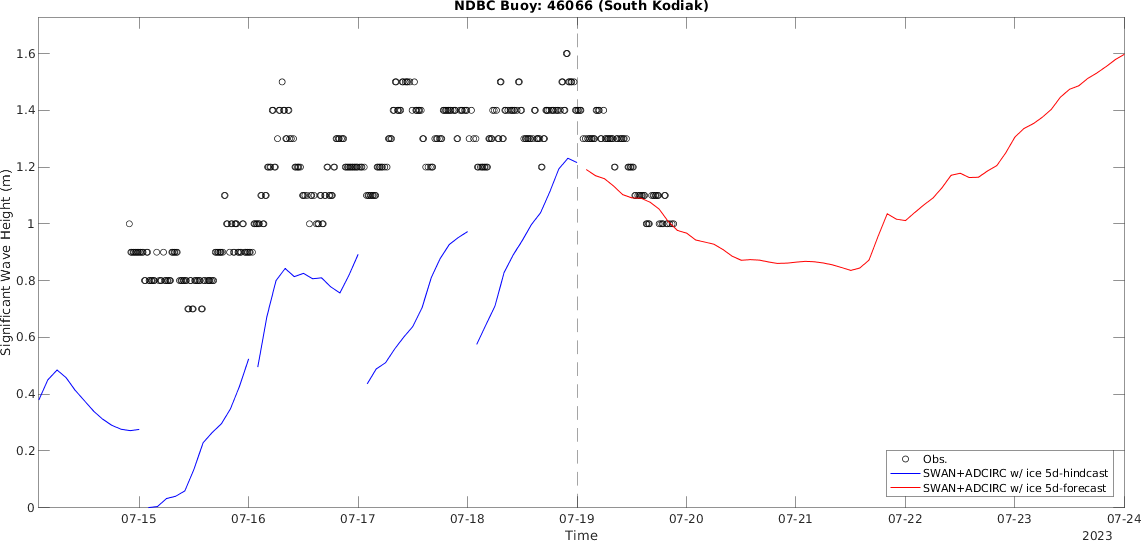 NDBC Buoy: 46066 (South Kodiak)
1.6
1.4
1.2
1
0.8
0.6
0.4
0.2
0
Significant Wave Height (m)
Obs.
SWAN+ADCIRC w/ ice 5d-hindcast
SWAN+ADCIRC w/ ice 5d-forecast
07-15 07-16 07-17 07-18 07-19 07-20 07-21 07-22 07-23 07-24
Time
2023